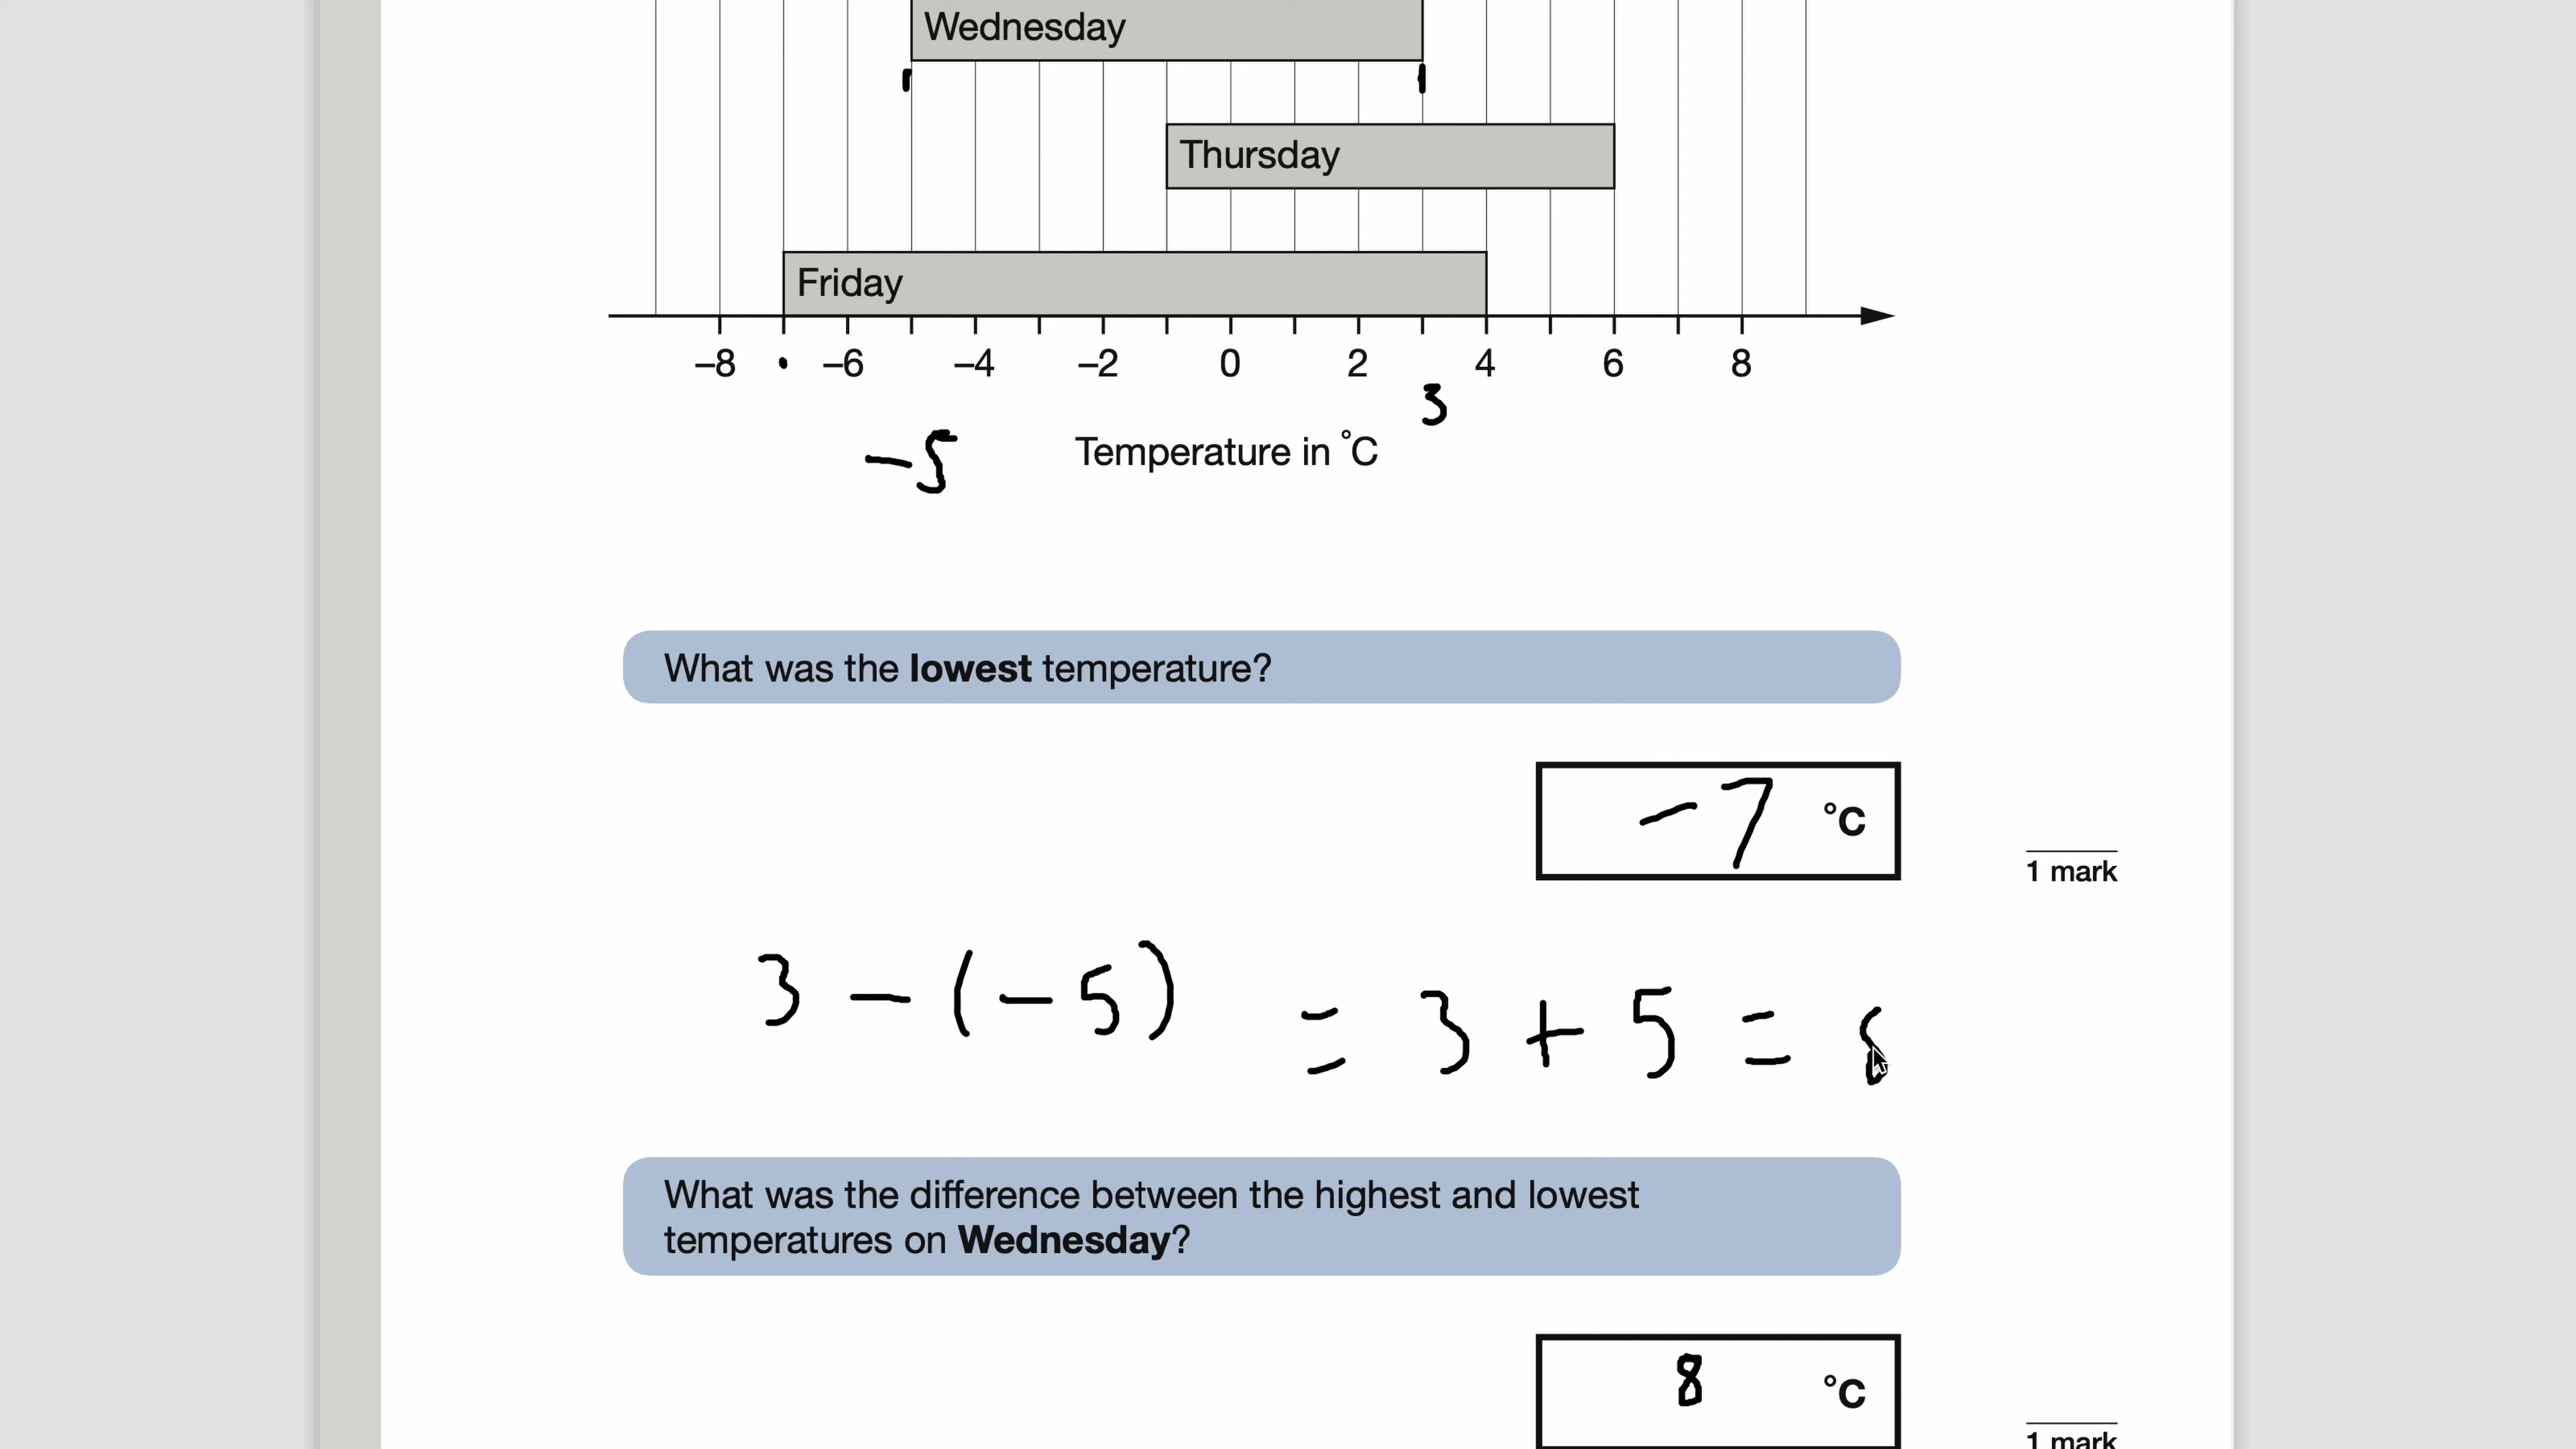 Wednesday
Thursday
Friday
–8 –6 –4 –2 0 2 4 6 8
3
Temperature in °C
–5
What was the lowest temperature?
–7 °C
1 mark
3 – (–5) = 3 + 5 = 8
What was the difference between the highest and lowest
temperatures on Wednesday?
8 °C
1 mark